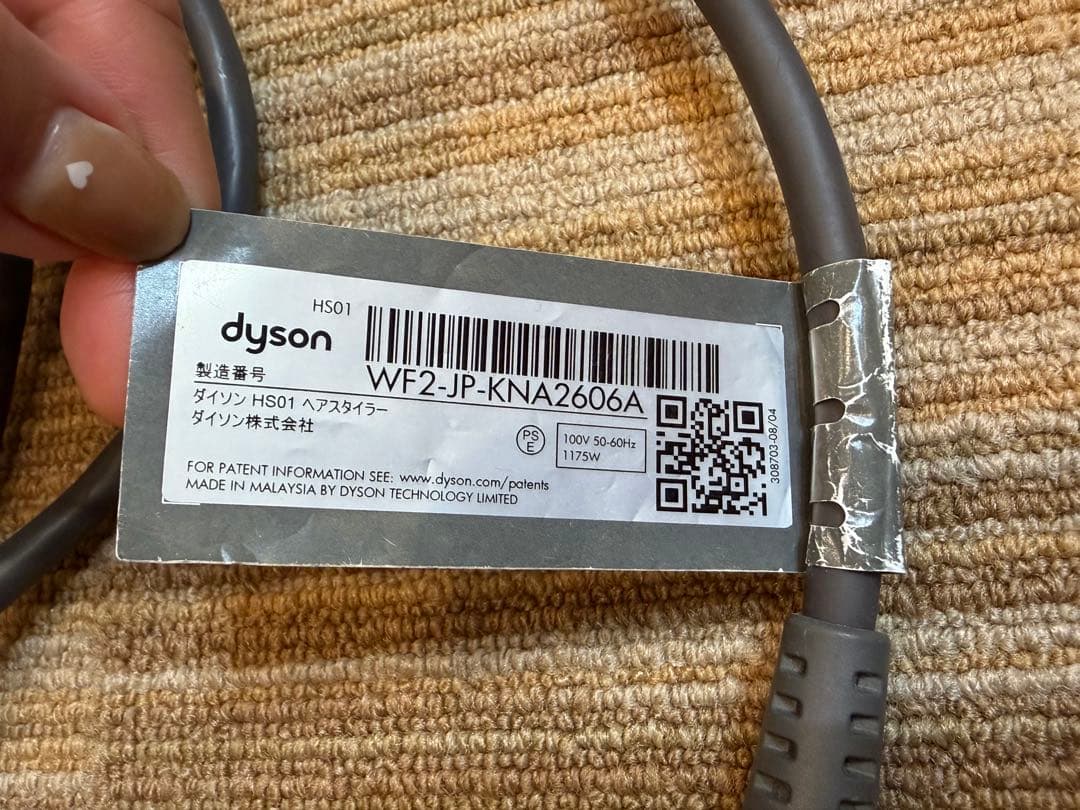 HS01
dyson
製造番号
WF2-JP-KNA2606A
ダイソン HS01 ヘアスタイラー
ダイソン株式会社
PS
E
100V 50-60Hz
1175W
308703-08/04
FOR PATENT INFORMATION SEE: www.dyson.com/patents
MADE IN MALAYSIA BY DYSON TECHNOLOGY LIMITED